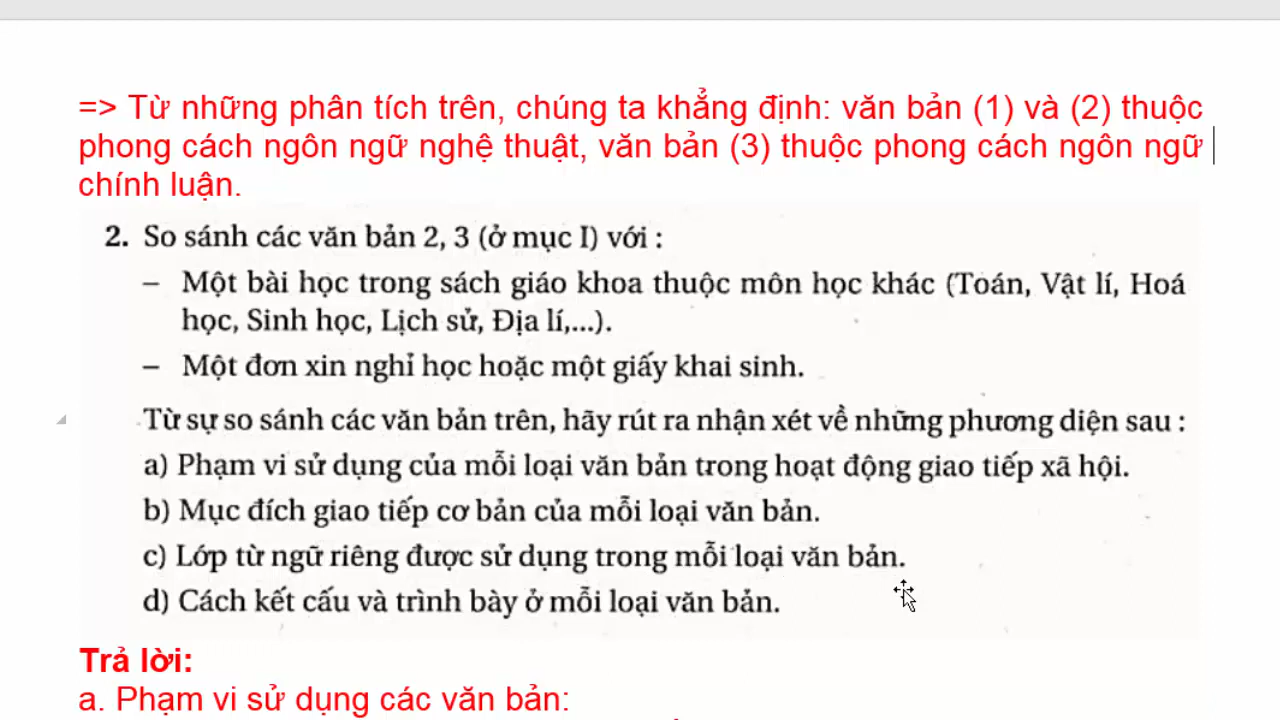 => Từ những phân tích trên, chúng ta khẳng định: văn bản (1) và (2) thuộc
phong cách ngôn ngữ nghệ thuật, văn bản (3) thuộc phong cách ngôn ngữ
chính luận.
2. So sánh các văn bản 2, 3 (ở mục I) với :
– Một bài học trong sách giáo khoa thuộc môn học khác (Toán, Vật lí, Hoá
học, Sinh học, Lịch sử, Địa lí,...).
– Một đơn xin nghỉ học hoặc một giấy khai sinh.
Từ sự so sánh các văn bản trên, hãy rút ra nhận xét về những phương diện sau :
a) Phạm vi sử dụng của mỗi loại văn bản trong hoạt động giao tiếp xã hội.
b) Mục đích giao tiếp cơ bản của mỗi loại văn bản.
c) Lớp từ ngữ riêng được sử dụng trong mỗi loại văn bản.
d) Cách kết cấu và trình bày ở mỗi loại văn bản.
Trả lời:
a. Phạm vi sử dụng các văn bản: